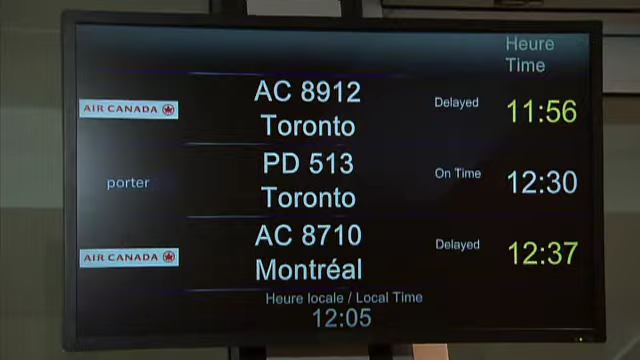 Heure
Time
AIR CANADA AC 8912 Delayed 11:56
Toronto
porter PD 513 On Time 12:30
Toronto
AIR CANADA AC 8710 Delayed 12:37
Montréal
Heure locale / Local Time
12:05